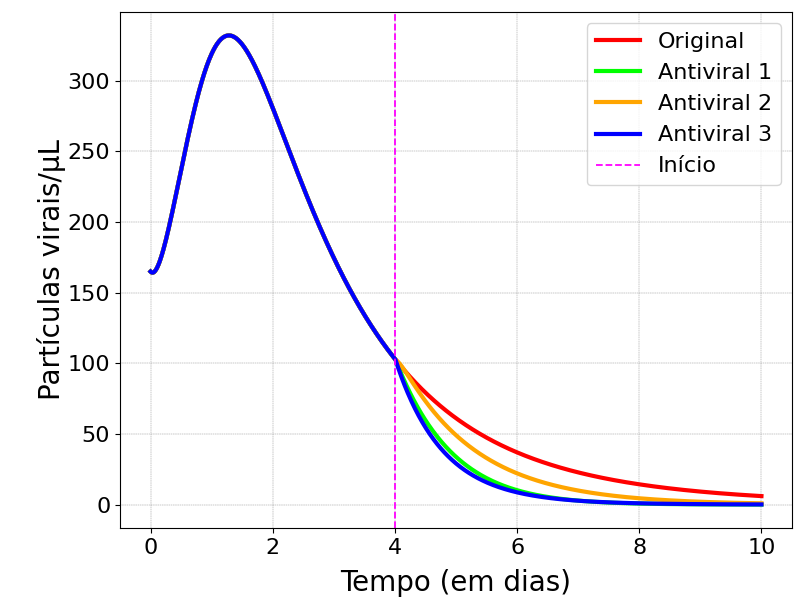 Partículas virais/μL
300
250
200
150
100
50
0
Original
Antiviral 1
Antiviral 2
Antiviral 3
Início
0 2 4 6 8 10
Tempo (em dias)